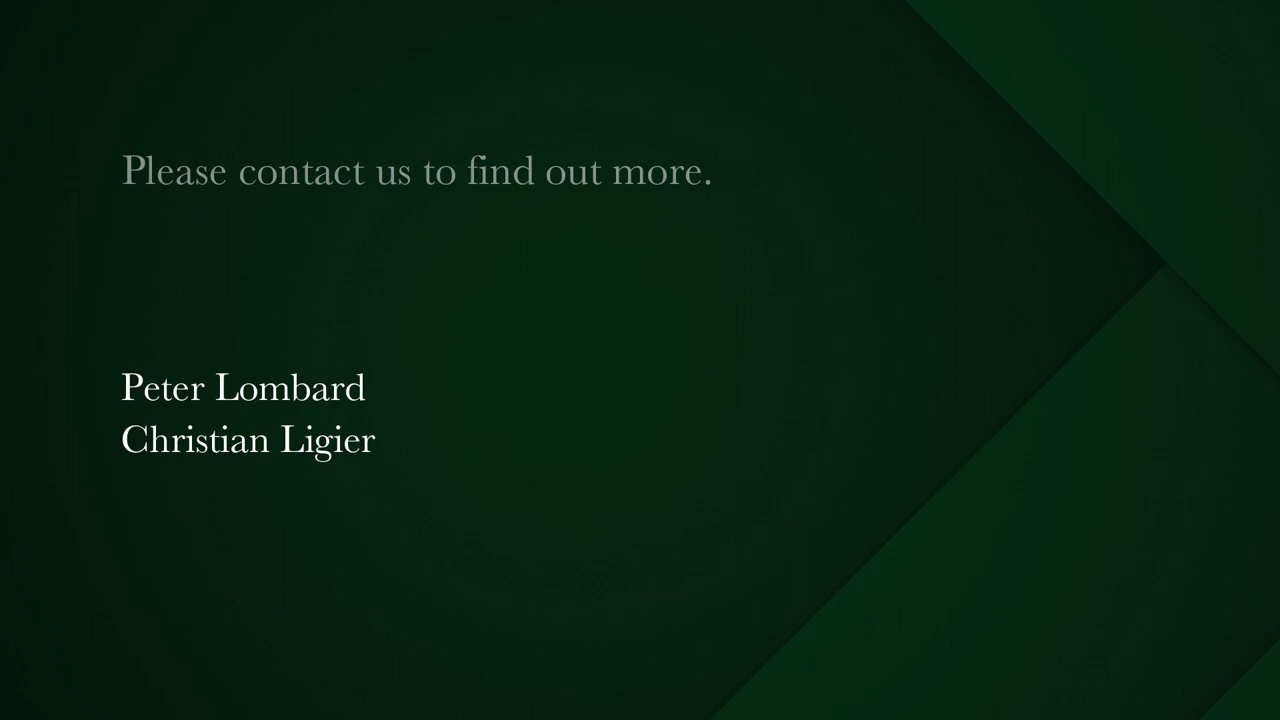 Please contact us to find out more.
Peter Lombard
Christian Ligier